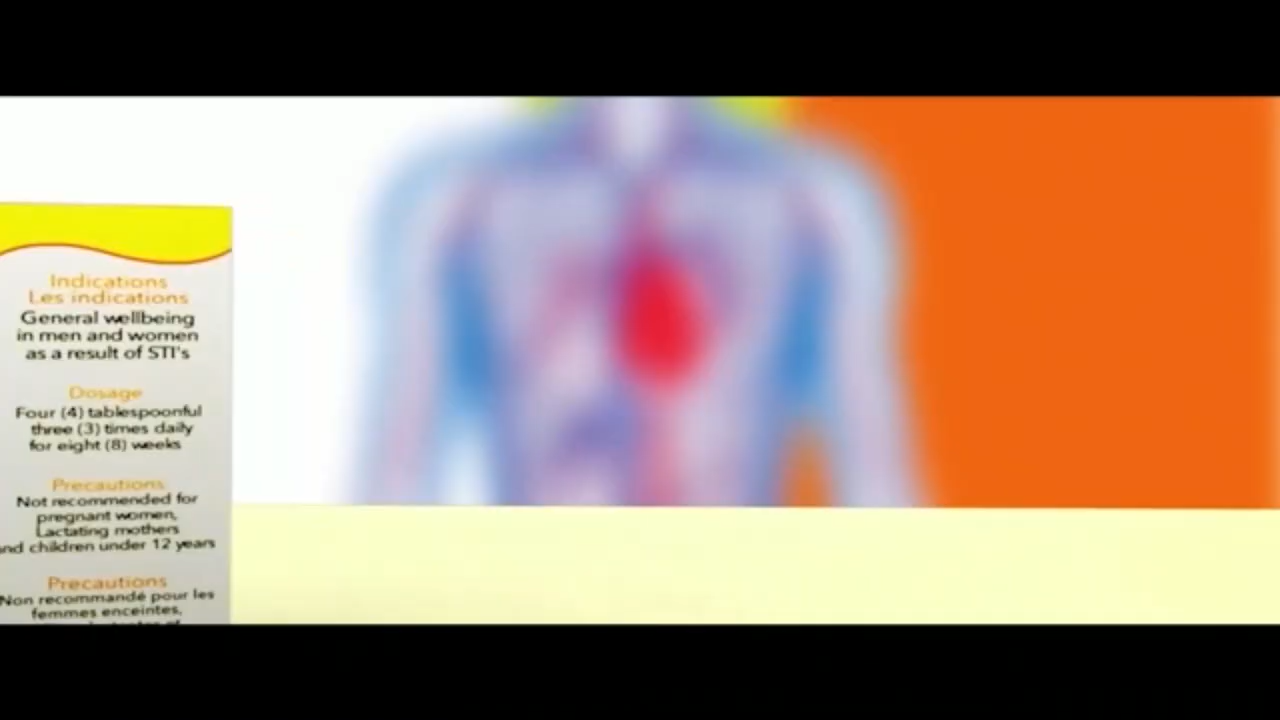 Indications
Les indications
General wellbeing
in men and women
as a result of STI's
Dosage
Four (4) tablespoonful
three (3) times daily
for eight (8) weeks
Precautions
Not recommended for
pregnant women,
Lactating mothers
and children under 12 years
Precautions
Non recommandé pour les
femmes enceintes,